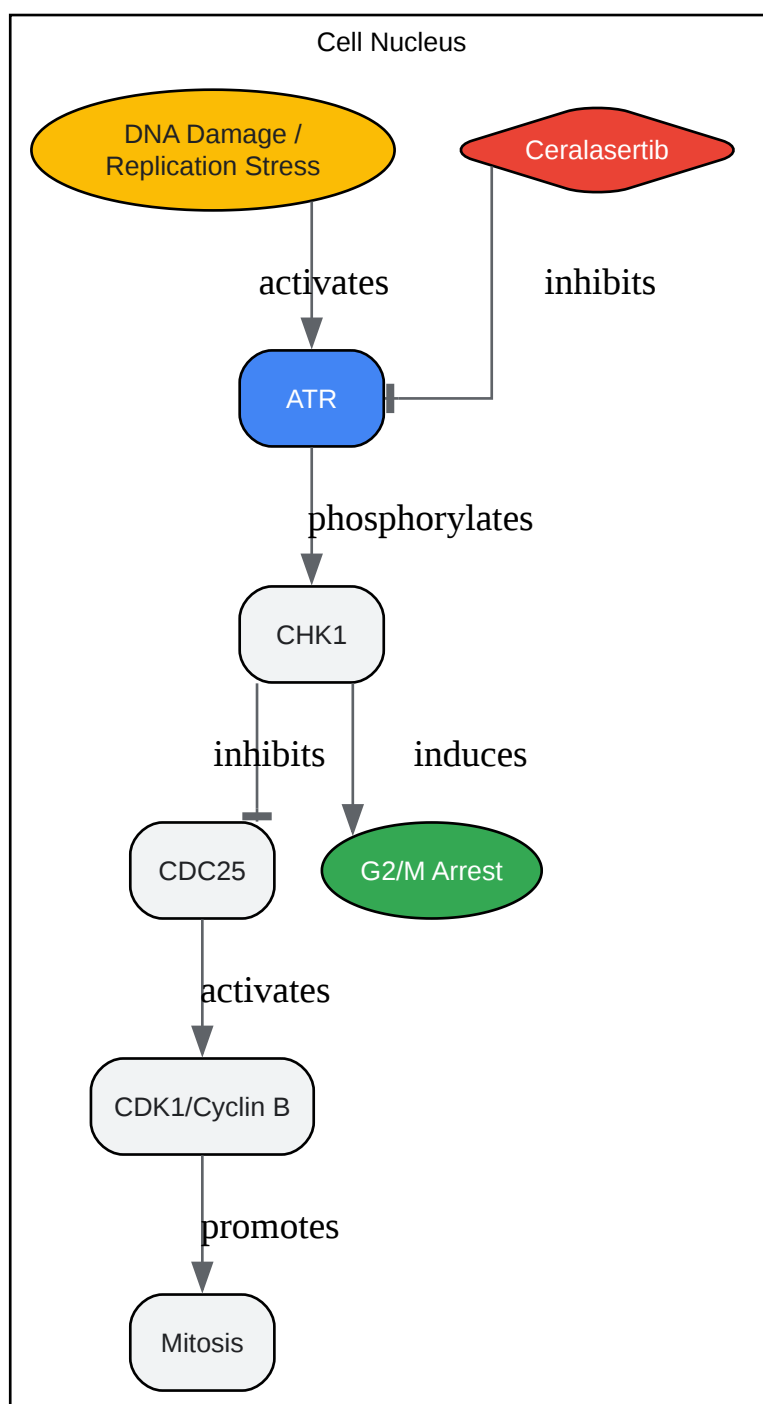 Cell Nucleus
DNA Damage /
Replication Stress
Ceralasertib
activates
inhibits
ATR
phosphorylates
CHK1
inhibits
induces
CDC25
G2/M Arrest
activates
CDK1/Cyclin B
promotes
Mitosis